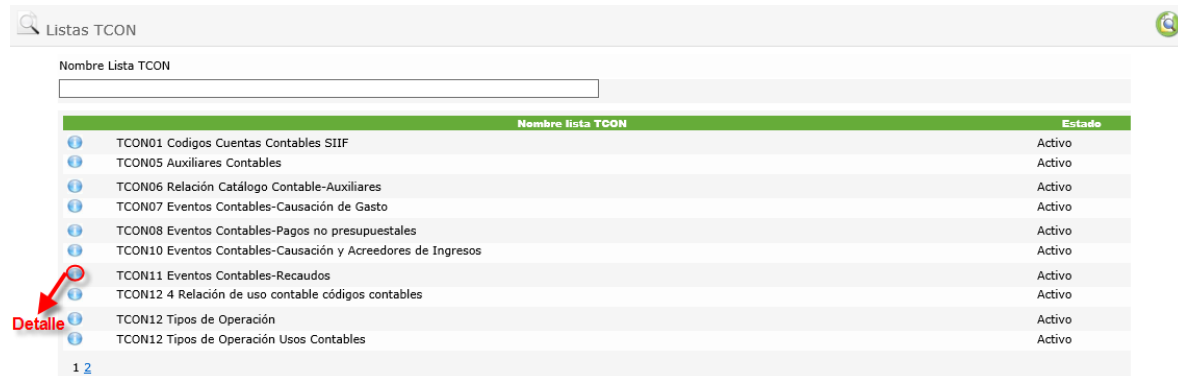 Listas TCON
Nombre Lista TCON
Nombre lista TCON Estado
TCON01 Codigos Cuentas Contables SIIF Activo
TCON05 Auxiliares Contables Activo
TCON06 Relación Catálogo Contable-Auxiliares Activo
TCON07 Eventos Contables-Causación de Gasto Activo
TCON08 Eventos Contables-Pagos no presupuestales Activo
TCON10 Eventos Contables-Causación y Acreedores de Ingresos Activo
TCON11 Eventos Contables-Recaudos Activo
TCON12 4 Relación de uso contable códigos contables Activo
Detalle
TCON12 Tipos de Operación Activo
TCON12 Tipos de Operación Usos Contables Activo
1 2